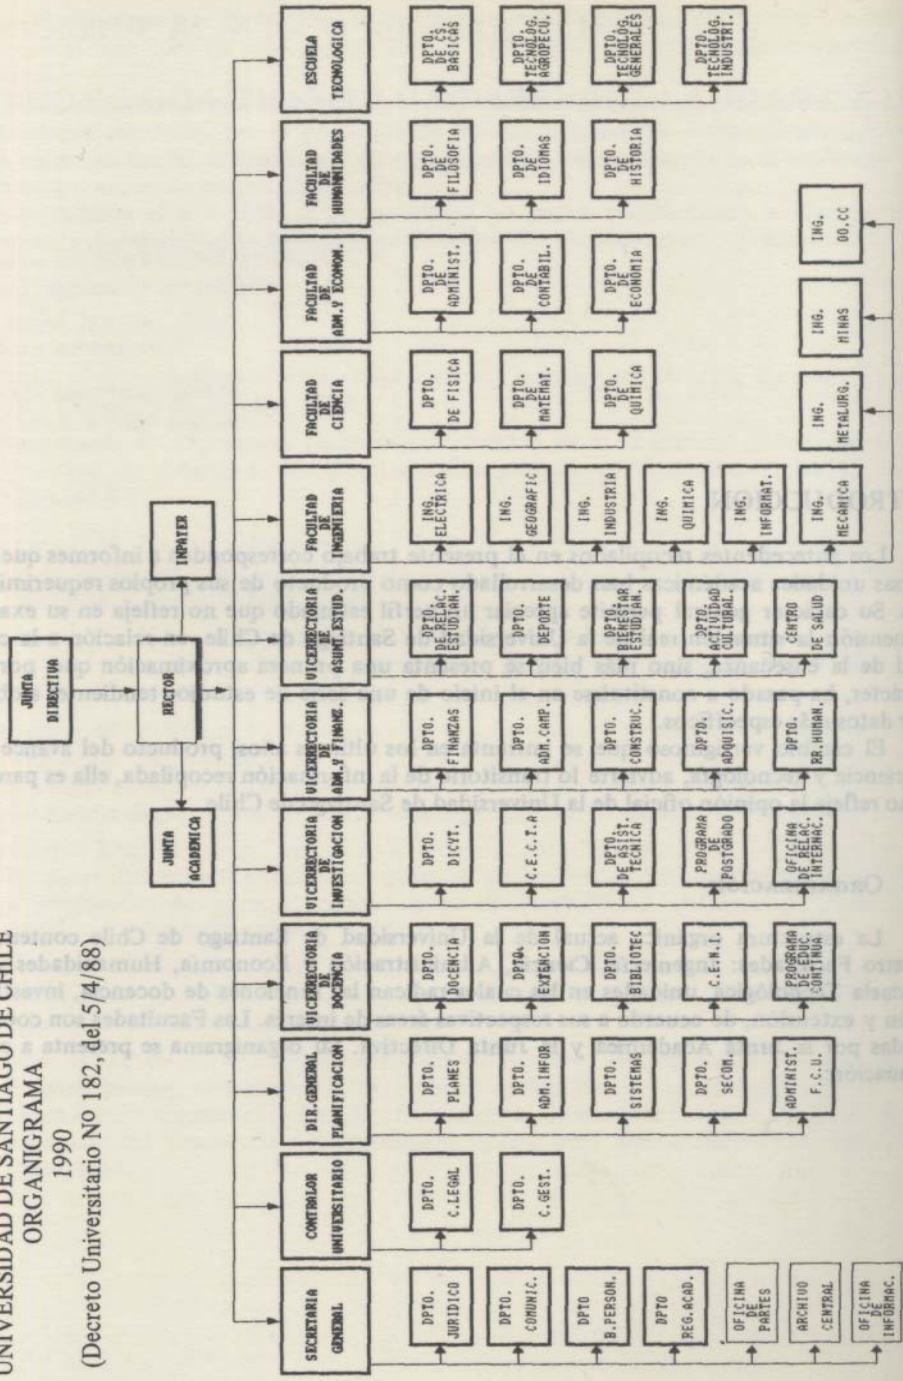 UNIVERSIDAD DE SANTIAGO DE CHILE
ORGANIGRAMA
1990
(Decreto Universitario Nº 182, del 5/4/88)
JUNTA
DIRECTIVA
RECTOR
INPATER
JUNTA
ACADEMICA
SECRETARIA
GENERAL
DPTO.
JURIDICO
DPTO.
COMUNIC.
DPTO
B.PERSON.
DPTO
REG.ACAD.
OFICINA
DE
PARTES
ARCHIVO
CENTRAL
OFICINA
DE
INFORMAC.
CONTRALOR
UNIVERSITARIO
DPTO.
C.LEGAL
DPTO.
C.GEST.
DIR.GENERAL
PLANIFICACION
DPTO.
PLANES
DPTO.
ADM.INFOR
DPTO.
SISTEMAS
DPTO.
SECOM.
ADMINIST.
F.C.U.
VICERRECTORIA
DE
DOCENCIA
DPTO.
DOCENCIA
DPTO.
EXTENCION
DPTO.
BIBLIOTEC
C.E.N.I.
PROGRAMA
DE EDUC.
CONTINUA
VICERRECTORIA
DE
INVESTIGACION
DPTO.
DICYT.
C.E.C.T.A
DPTO.
DE ASIST.
TECNICA
PROGRAMA
DE
POSTGRADO
OFICINA
DE RELAC.
INTERNAC.
VICERRECTORIA
DE
ADM.Y FINANZ.
DPTO.
FINANZAS
DPTO.
AD.CAMP.
DPTO.
CONSTRUC.
DPTO.
ADQUISIC.
DPTO.
RR.HUMAN.
VICERRECTORIA
DE
ASUNT.ESTUD.
DPTO.
DE RELAC.
ESTUDIAN.
DPTO.
DEPORTE
BIENESTAR
ESTUDIAN.
DPTO.
ACTIVIDAD
CULTURAL.
CENTRO
DE SALUD
FACULTAD
DE
INGENIERIA
ING.
ELECTRICA
ING.
GEOGRAFIC
ING.
INDUSTRIA
ING.
QUIMICA
ING.
INFORMAT.
ING.
MECANICA
ING.
METALURG.
ING.
MINAS
ING.
OO.CC
FACULTAD
DE
CIENCIA
DPTO.
DE FISICA
DPTO.
DE
MATEMAT.
DPTO.
DE
QUIMICA
FACULTAD
DE
ADM.Y ECONOM.
DPTO.
DE
ADMINIST.
DPTO.
DE
CONTABIL.
DPTO.
DE
ECONOMIA
FACULTAD
DE
HUMANIDADES
DPTO.
DE
FILOSOFIA
DPTO.
DE
IDIOMAS
DPTO.
DE
HISTORIA
ESCUELA
TECNOLOGICA
DPTO.
DE CS.
BASICAS
DPTO.
TECNOLOG.
AGROPECU.
DPTO.
TECNOLOG.
GENERALES
DPTO.
TECNOLOG.
INDUSTRI.